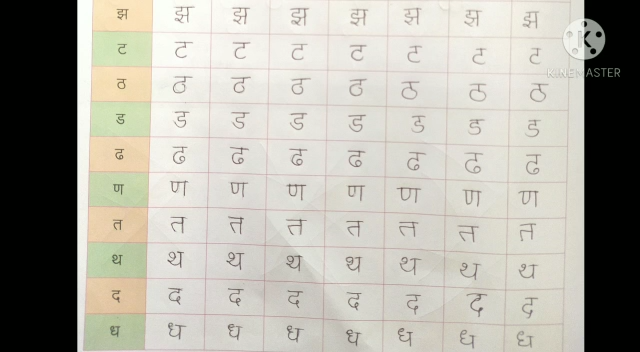 झ झ झ झ झ झ झ झ
ट ट ट ट ट ट ट ट
ठ ठ ठ ठ ठ ठ ठ ठ
ड ड ड ड ड ड ड ड
ढ ढ ढ ढ ढ ढ ढ ढ
ण ण ण ण ण ण ण ण
त त त त त त त त
थ थ थ थ थ थ थ थ
द द द द द द द द
ध ध ध ध ध ध ध ध
KINEMASTER